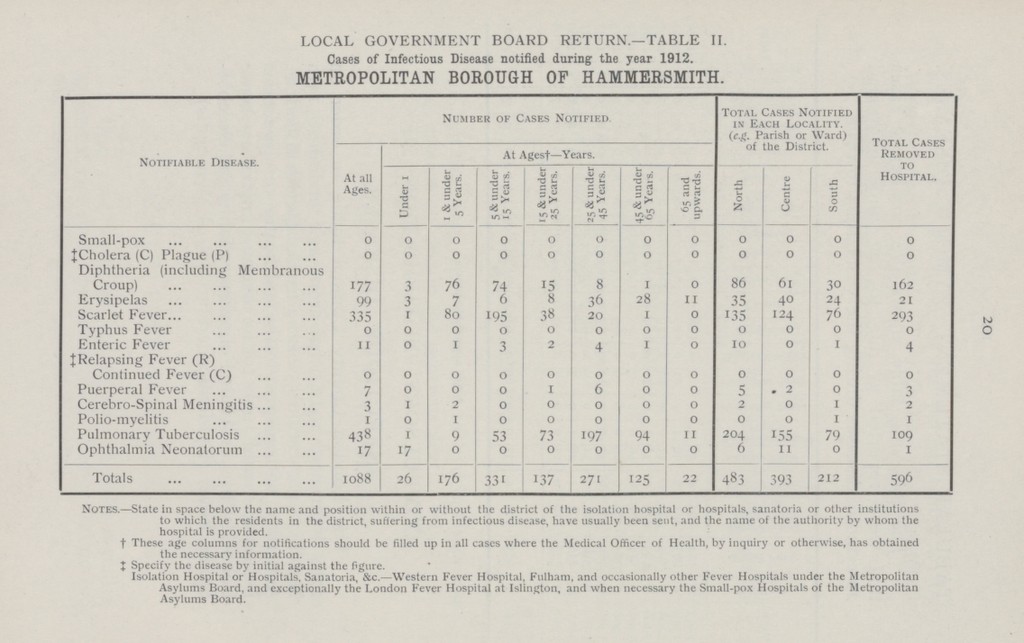 LOCAL GOVERNMENT BOARD RETURN.—TABLE II.
Cases of Infectious Disease notified during the year 1912.
METROPOLITAN BOROUGH OF HAMMERSMITH.
Notifiable Disease. Number of Cases Notified. Total Cases Notified in Each Locality. (e.g. Parish or Ward) of the District. Total Cases Removed to Hospital.
At all Ages. At Ages†—Years.
Under 1 1 & under 5 Years. 5 & under 15 Years. 15 & under 25 Years. 25 & under 45 Years. 45 & under 65 Years. 65 and upwards. North Centre South
Small-pox ... ... ... ... 0 0 0 0 0 0 0 0 0 0 0 0
‡Cholera (C) Plague (P) ... ... 0 0 0 0 0 0 0 0 0 0 0 0
Diphtheria (including Membranous
Croup) ... ... ... ... 177 3 76 74 15 8 1 0 86 61 30 162
Erysipelas ... ... ... ... 99 3 7 6 8 36 28 11 35 40 24 21
Scarlet Fever... ... ... ... 335 1 80 195 38 20 1 0 135 124 76 293
Typhus Fever ... ... ... 0 0 0 0 0 0 0 0 0 0 0 0
Enteric Fever ... ... ... 11 0 1 3 2 4 1 0 10 0 1 4
‡Relapsing Fever (R)
Continued Fever (C) ... ... 0 0 0 0 0 0 0 0 0 0 0 0
Puerperal Fever ... ... ... 7 0 0 0 1 6 0 0 5 2 0 3
Cerebro-Spinal Meningitis ... ... 3 1 2 0 0 0 0 0 2 0 1 2
Polio-myelitis ... ... ... 1 0 1 0 0 0 0 0 0 0 1 1
Pulmonary Tuberculosis ... ... 438 1 9 53 73 197 94 11 204 155 79 109
Ophthalmia Neonatorum ... ... 17 17 0 0 0 0 0 0 6 11 0 1
Totals ... ... ... ... 1088 26 176 331 137 271 125 22 483 393 212 596
Notes.—State in space below the name and position within or without the district of the isolation hospital or hospitals, sanatoria or other institutions
to which the residents in the district, suffering from infectious disease, have usually been sent, and the name of the authority by whom the
hospital is provided.
† These age columns for notifications should be filled up in all cases where the Medical Officer of Health, by inquiry or otherwise, has obtained
the necessary information.
‡ Specify the disease by initial against the figure.
Isolation Hospital or Hospitals, Sanatoria, &c.—Western Fever Hospital, Fulham, and occasionally other Fever Hospitals under the Metropolitan
Asylums Board, and exceptionally the London Fever Hospital at Islington, and when necessary the Small-pox Hospitals of the Metropolitan
Asylums Board.
20